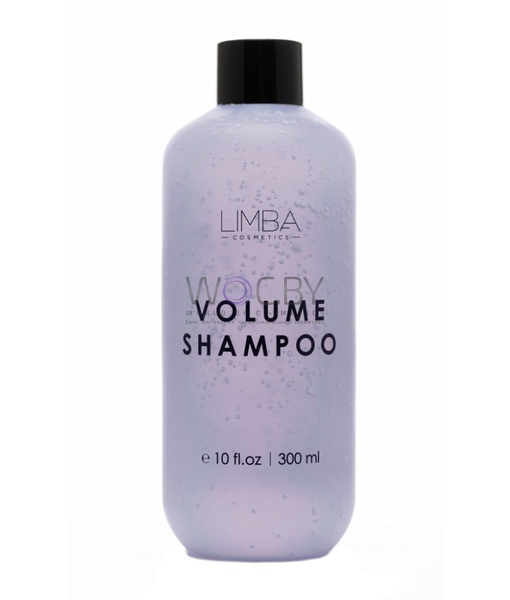 LIMBA
COSMETICS
WOC.BY
VOLUME
SHAMPOO
℮ 10 fl.oz | 300 ml